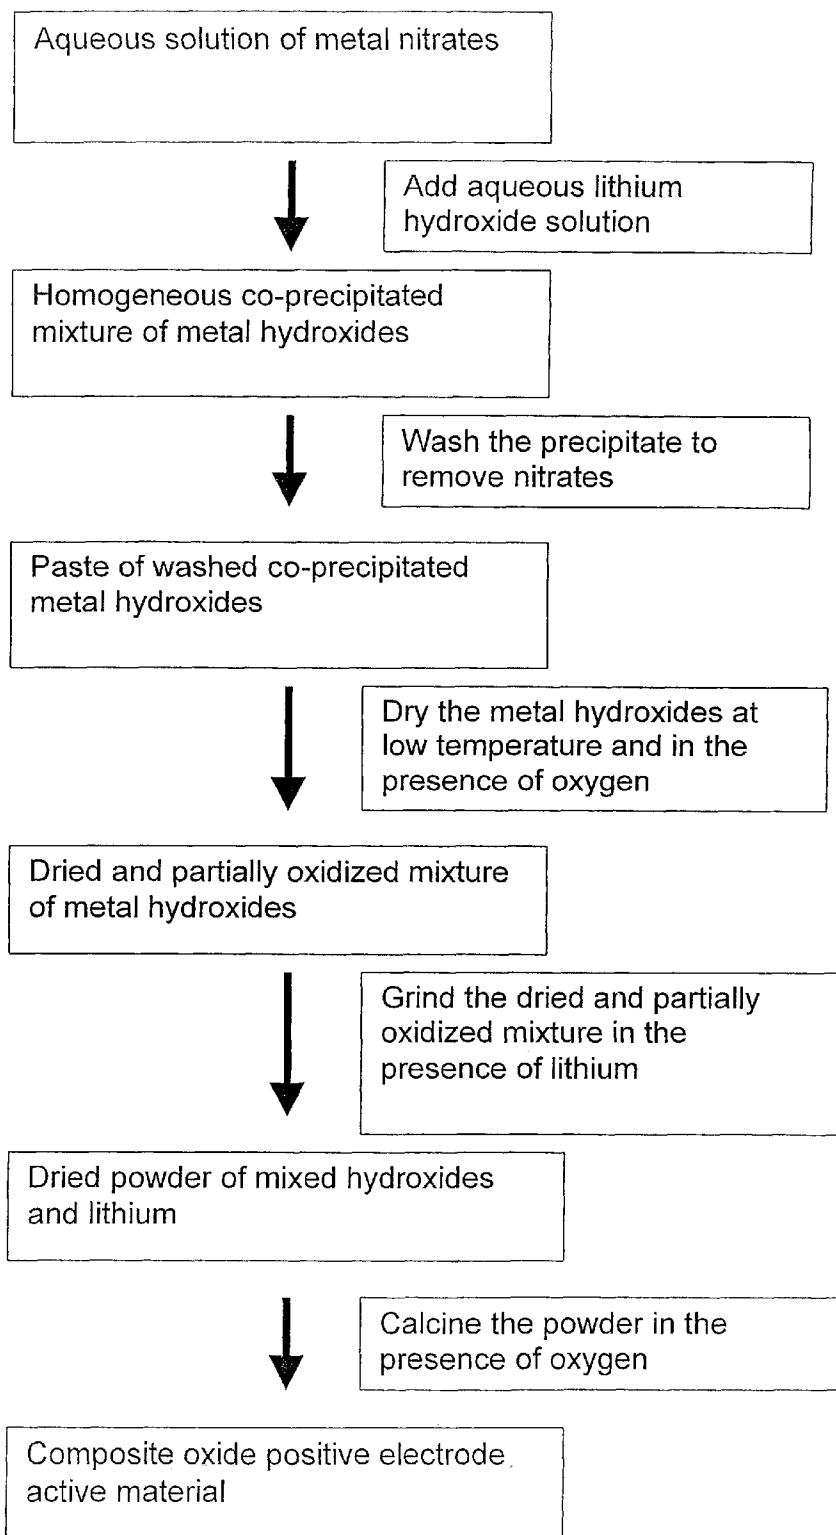 Aqueous solution of metal nitrates
Add aqueous lithium
hydroxide solution
Homogeneous co-precipitated
mixture of metal hydroxides
Wash the precipitate to
remove nitrates
Paste of washed co-precipitated
metal hydroxides
Dry the metal hydroxides at
low temperature and in the
presence of oxygen
Dried and partially oxidized mixture
of metal hydroxides
Grind the dried and partially
oxidized mixture in the
presence of lithium
Dried powder of mixed hydroxides
and lithium
Calcine the powder in the
presence of oxygen
Composite oxide positive electrode
active material